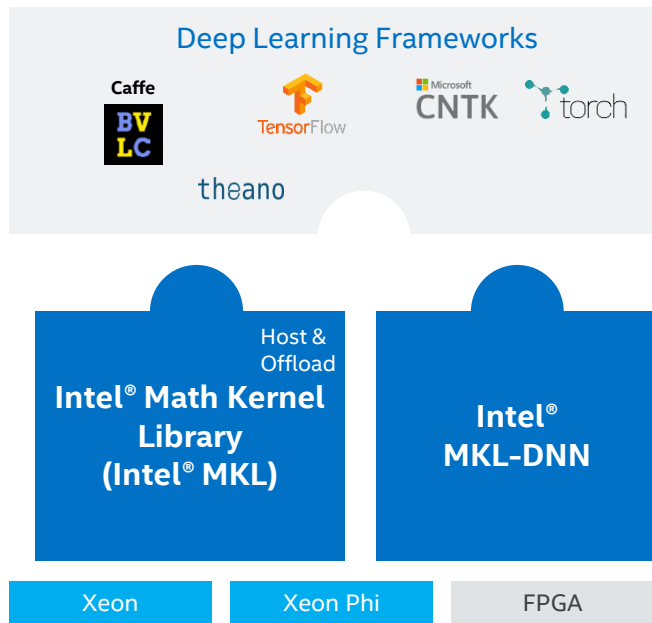 Deep Learning Frameworks
Caffe
BV
LC
TensorFlow
Microsoft
CNTK
torch
theano
Host &
Offload
Intel® Math Kernel
Library
(Intel® MKL)
Intel®
MKL-DNN
Xeon
Xeon Phi
FPGA